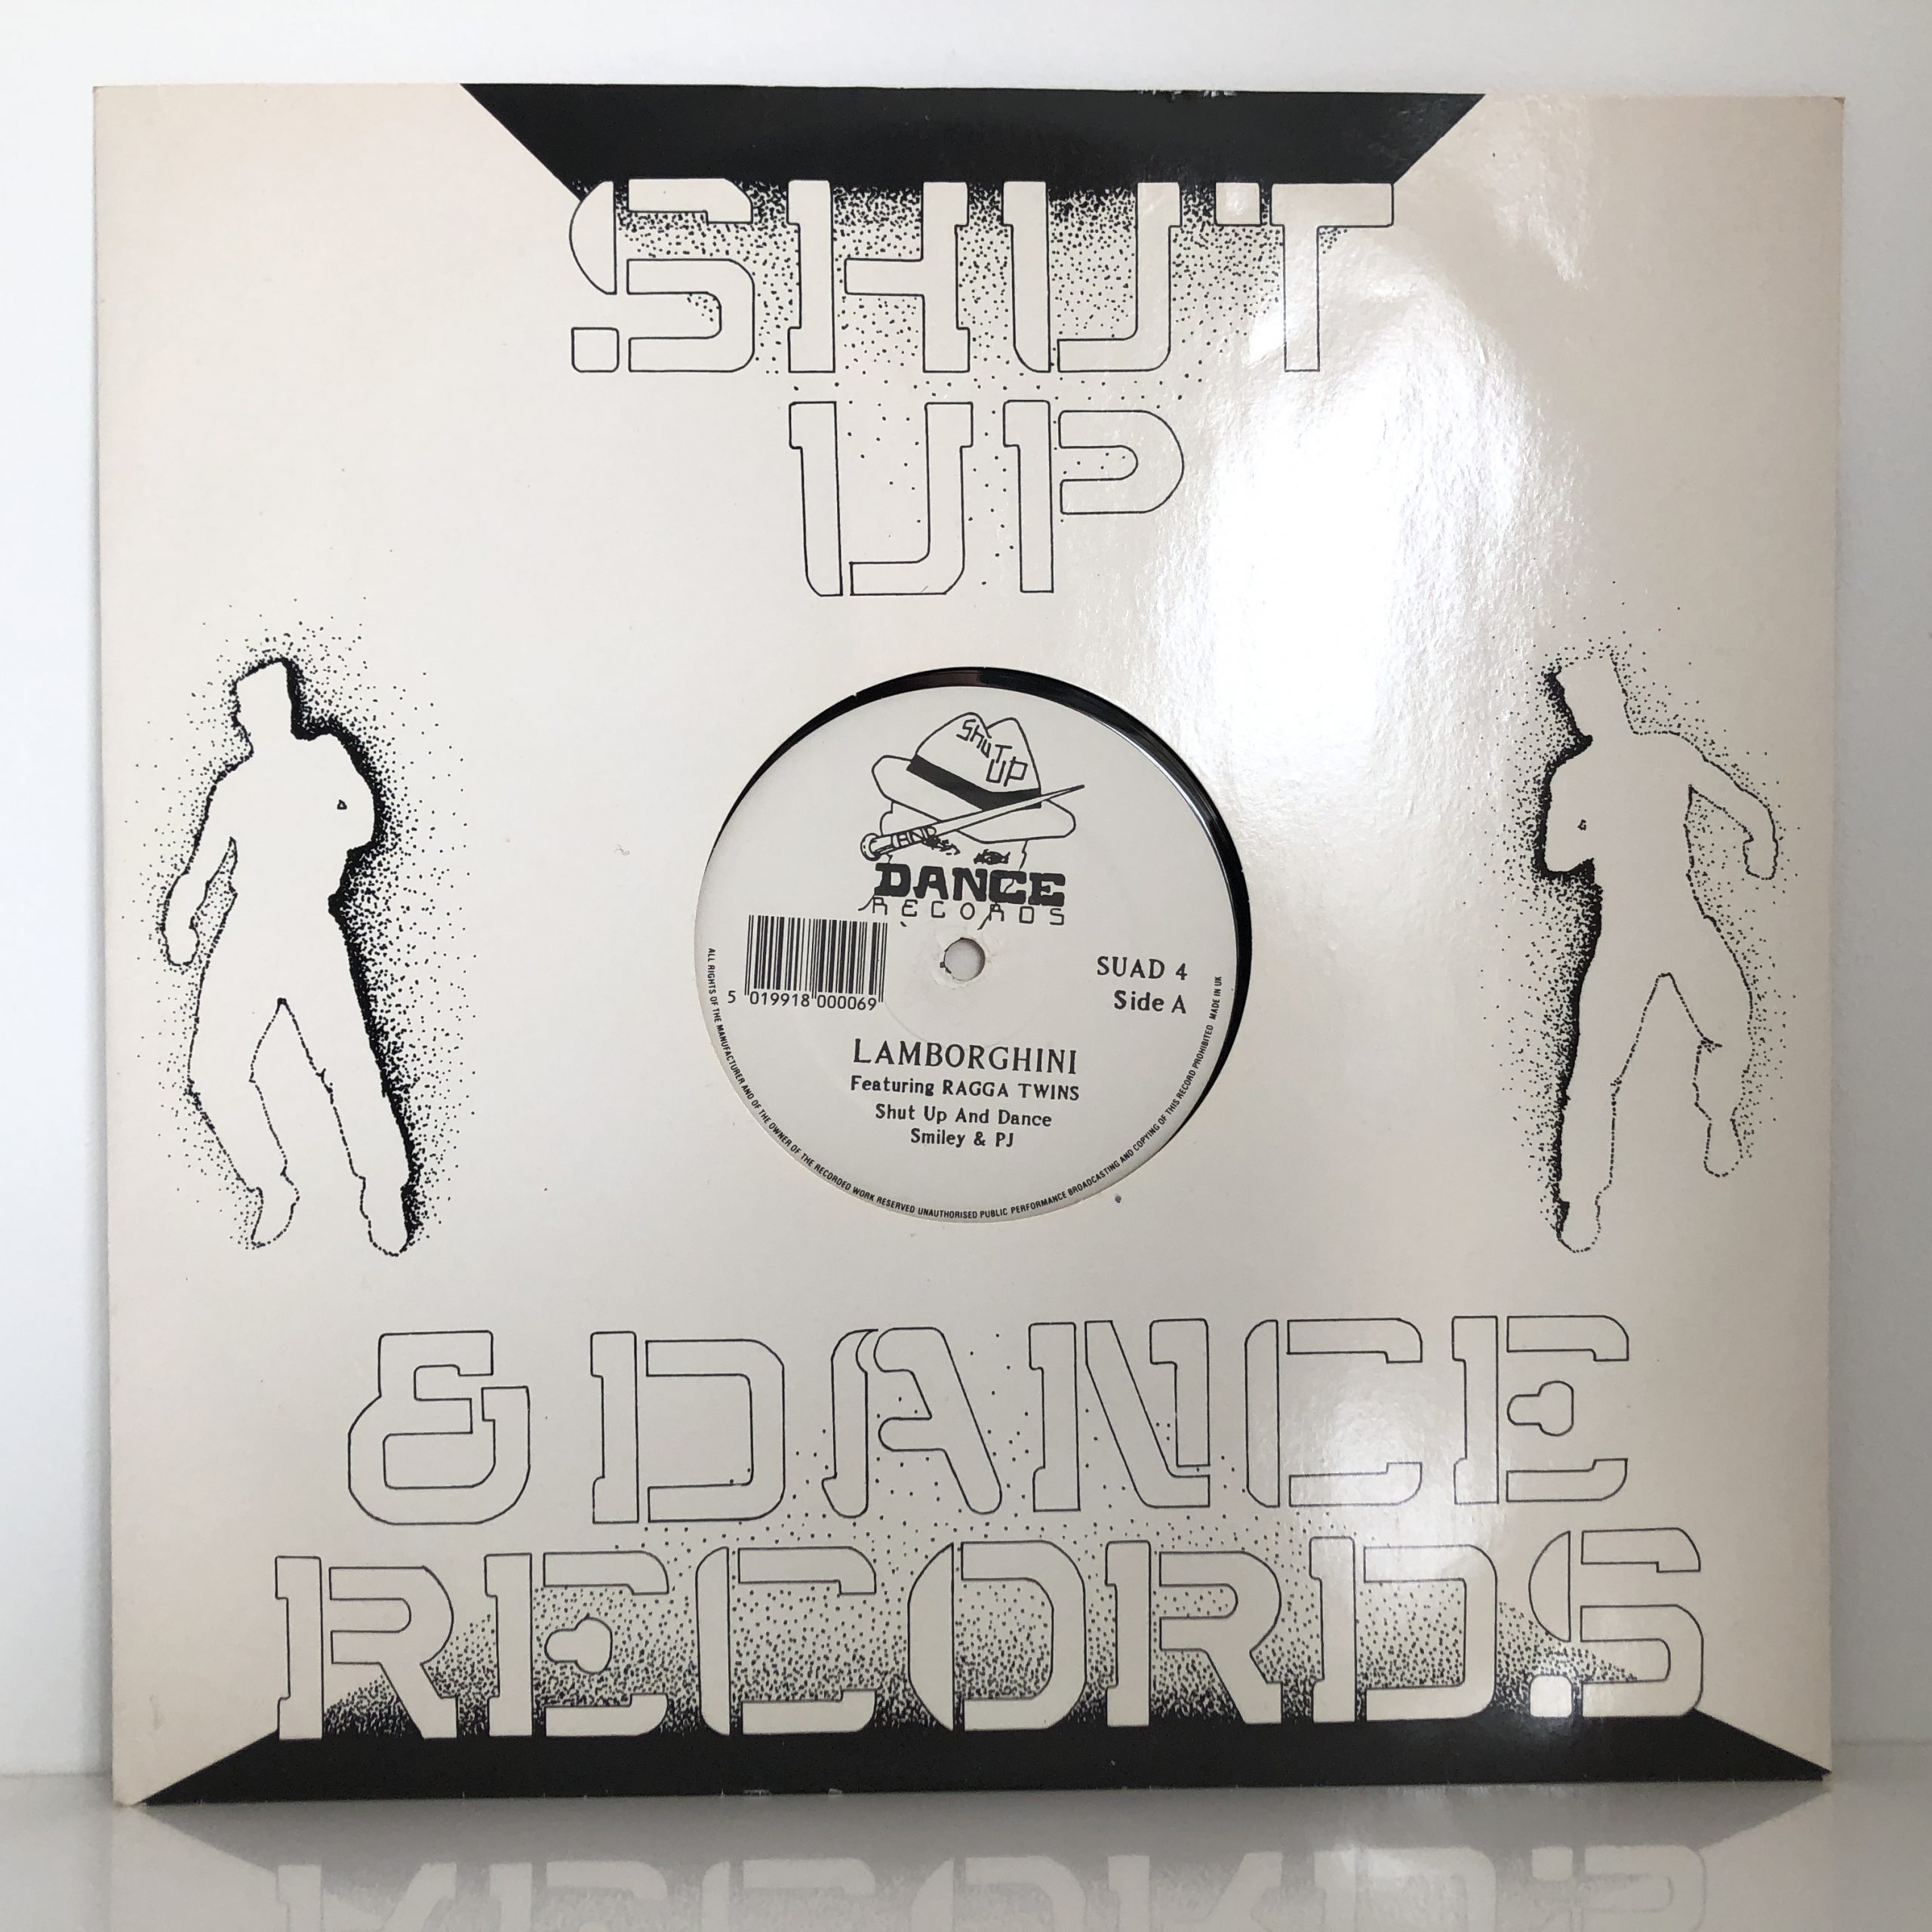 SHUT
UP
ShuT
UP
AND
DANCE
RECORDS
5 019918 000069
SUAD 4
Side A
LAMBORGHINI
Featuring RAGGA TWINS
Shut Up And Dance
Smiley & PJ
ALL RIGHTS OF THE MANUFACTURER AND OF THE OWNER OF THE RECORDED WORK RESERVED UNAUTHORISED PUBLIC PERFORMANCE BROADCASTING AND COPYING OF THIS RECORD PROHIBITED MADE IN UK
& DANCE
RECORDS